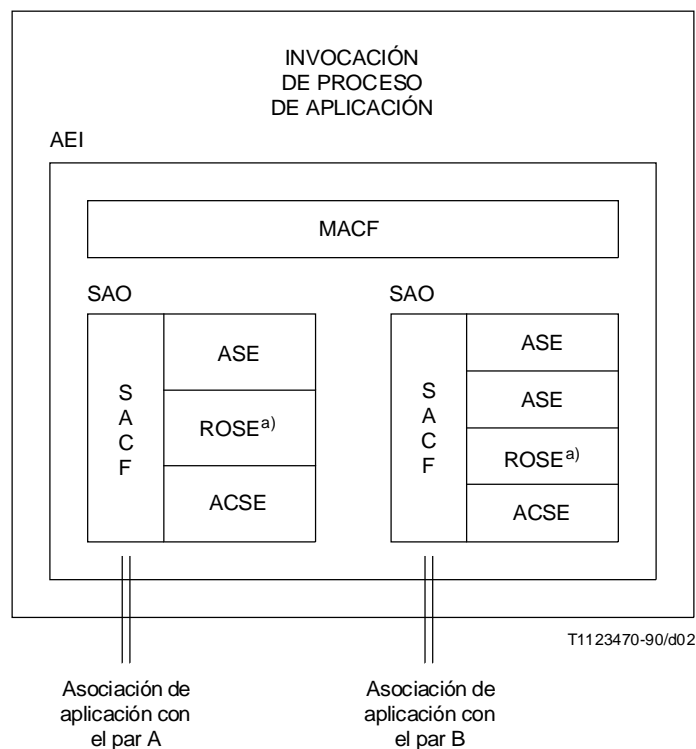 INVOCACIÓN
DE PROCESO
DE APLICACIÓN
AEI
MACF
SAO
S
A
C
F
ASE
ROSEa)
ACSE
SAO
S
A
C
F
ASE
ASE
ROSEa)
ACSE
T1123470-90/d02
Asociación de
aplicación con
el par A
Asociación de
aplicación con
el par B